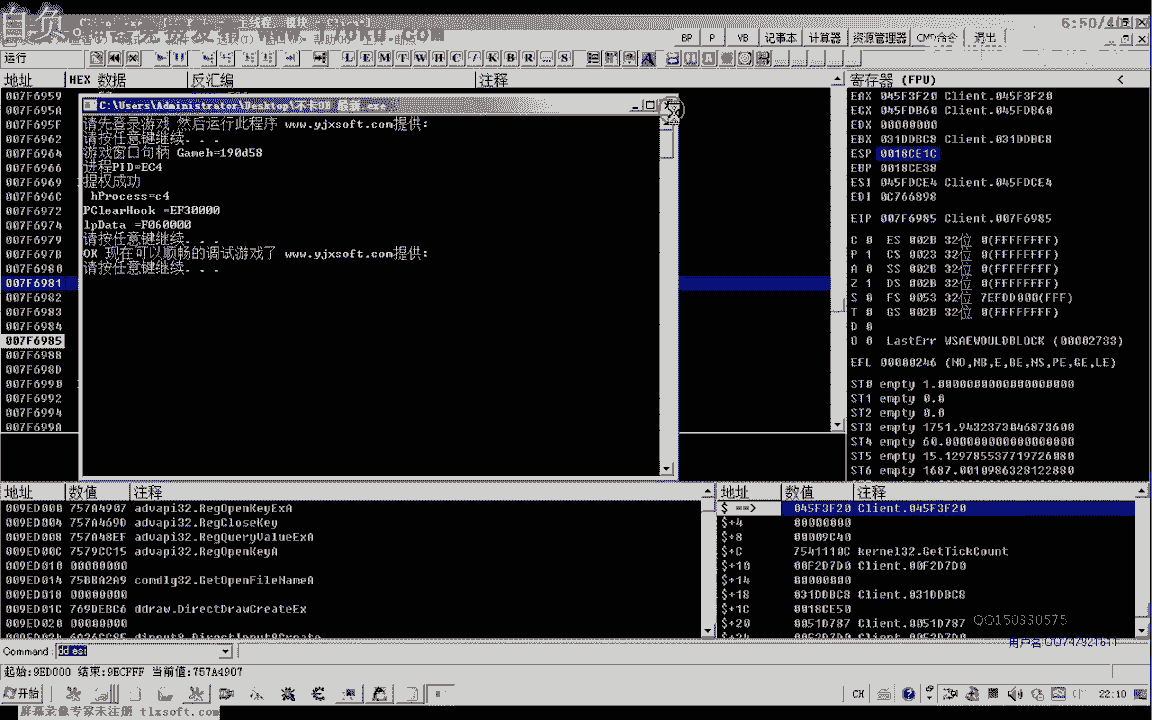 自负
www.j7oku.com
6:50/40
BP P VB 记事本 计算器 资源管理器 CMD命令 退出
运行
L E M T W H C / K B R ... S
地址 HEX 数据 反汇编 注释
寄存器 (FPU)
007F6959
007F695A
007F695F
007F6962
007F6964
007F6966
007F6969
007F696C
007F6972
007F6974
007F6979
007F697B
007F6980
007F6981
007F6982
007F6983
007F6984
007F6985
007F6988
007F698D
007F6990
007F6992
007F6994
007F699A
C:\Users\Administrator\Desktop\不卡OD 最新.exe
请先登录游戏 然后运行此程序 www.yjxsoft.com提供:
请按任意键继续. . .
游戏窗口句柄 Gameh=190d58
进程PID=EC4
提权成功
hProcess=c4
PClearHook =EF30000
lpData =F060000
请按任意键继续. . .
OK 现在可以顺畅的调试游戏了 www.yjxsoft.com提供:
请按任意键继续. . .
EAX 045F3F20 Client.045F3F20
ECX 045FDB60 Client.045FDB60
EDX 00000000
EBX 031DDBC8 Client.031DDBC8
ESP 0018CE1C
EBP 0018CE38
ESI 045FDCE4 Client.045FDCE4
EDI 0C766898
EIP 007F6985 Client.007F6985
C 0 ES 002B 32位 0(FFFFFFFF)
P 1 CS 0023 32位 0(FFFFFFFF)
A 0 SS 002B 32位 0(FFFFFFFF)
Z 1 DS 002B 32位 0(FFFFFFFF)
S 0 FS 0053 32位 7EFDD000(FFF)
T 0 GS 002B 32位 0(FFFFFFFF)
D 0
O 0 LastErr WSAEWOULDBLOCK (00002733)
EFL 00000246 (NO,NB,E,BE,NS,PE,GE,LE)
ST0 empty 1.0000000000000000000
ST1 empty 0.0
ST2 empty 0.0
ST3 empty 1751.9432373046873600
ST4 empty 60.000000000000000000
ST5 empty 15.129785537719726080
ST6 empty 1687.0010986328122880
地址 数值 注释
009ED000 757A4907 advapi32.RegOpenKeyExA
009ED004 757A469D advapi32.RegCloseKey
009ED008 757A48EF advapi32.RegQueryValueExA
009ED00C 7579CC15 advapi32.RegOpenKeyA
009ED010 00000000
009ED014 75BBA2A9 comdlg32.GetOpenFileNameA
009ED018 00000000
009ED01C 769DEBC6 ddraw.DirectDrawCreateEx
009ED020 00000000
地址 数值 注释
$ ==> 045F3F20 Client.045F3F20
$+4 00000000
$+8 00009C40
$+C 7541110C kernel32.GetTickCount
$+10 00F2D7D0 Client.00F2D7D0
$+14 00000000
$+18 031DDBC8 Client.031DDBC8
$+1C 0018CE50
$+20 0051D787 Client.0051D787
QQ150330575
Command: dd esi
起始:9ED000 结束:9ECFFF 当前值:757A4907
开始
CH
22:10
屏幕录像专家未注册 tlxsoft.com